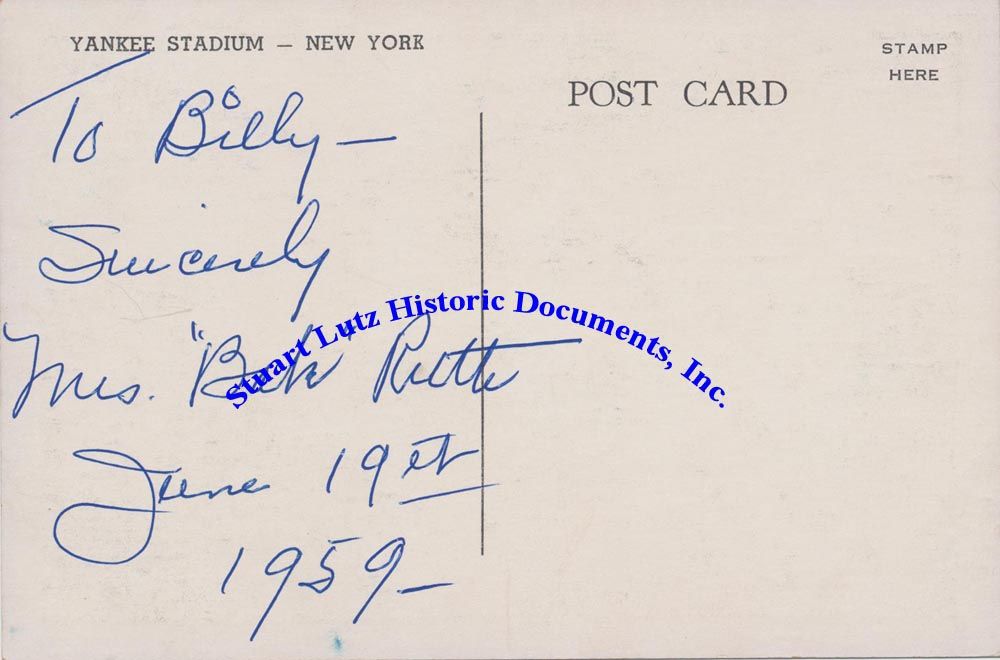 YANKEE STADIUM — NEW YORK
STAMP
HERE
POST CARD
To Billy —
Sincerely
Mrs. "Babe" Ruth
June 19th
1959 —
Stuart Lutz Historic Documents, Inc.